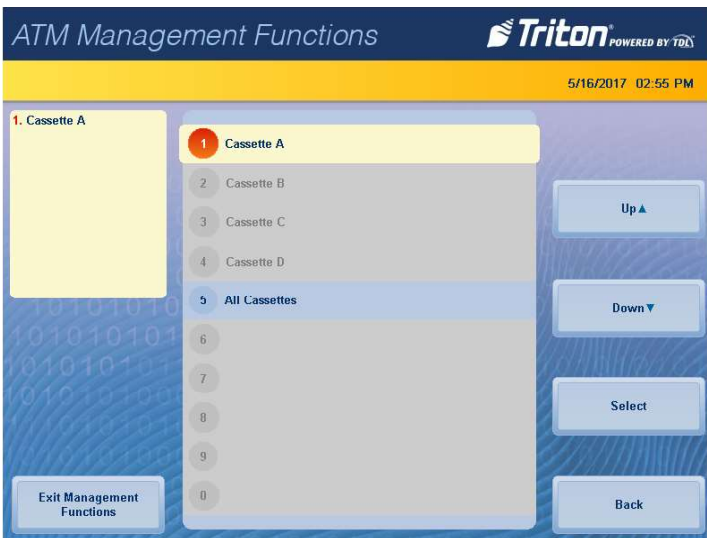 ATM Management Functions
Triton POWERED BY TDL
5/16/2017 02:55 PM
1. Cassette A
1 Cassette A
2 Cassette B
3 Cassette C
4 Cassette D
5 All Cassettes
6
7
8
9
0
Up▲
Down▼
Select
Back
Exit Management
Functions